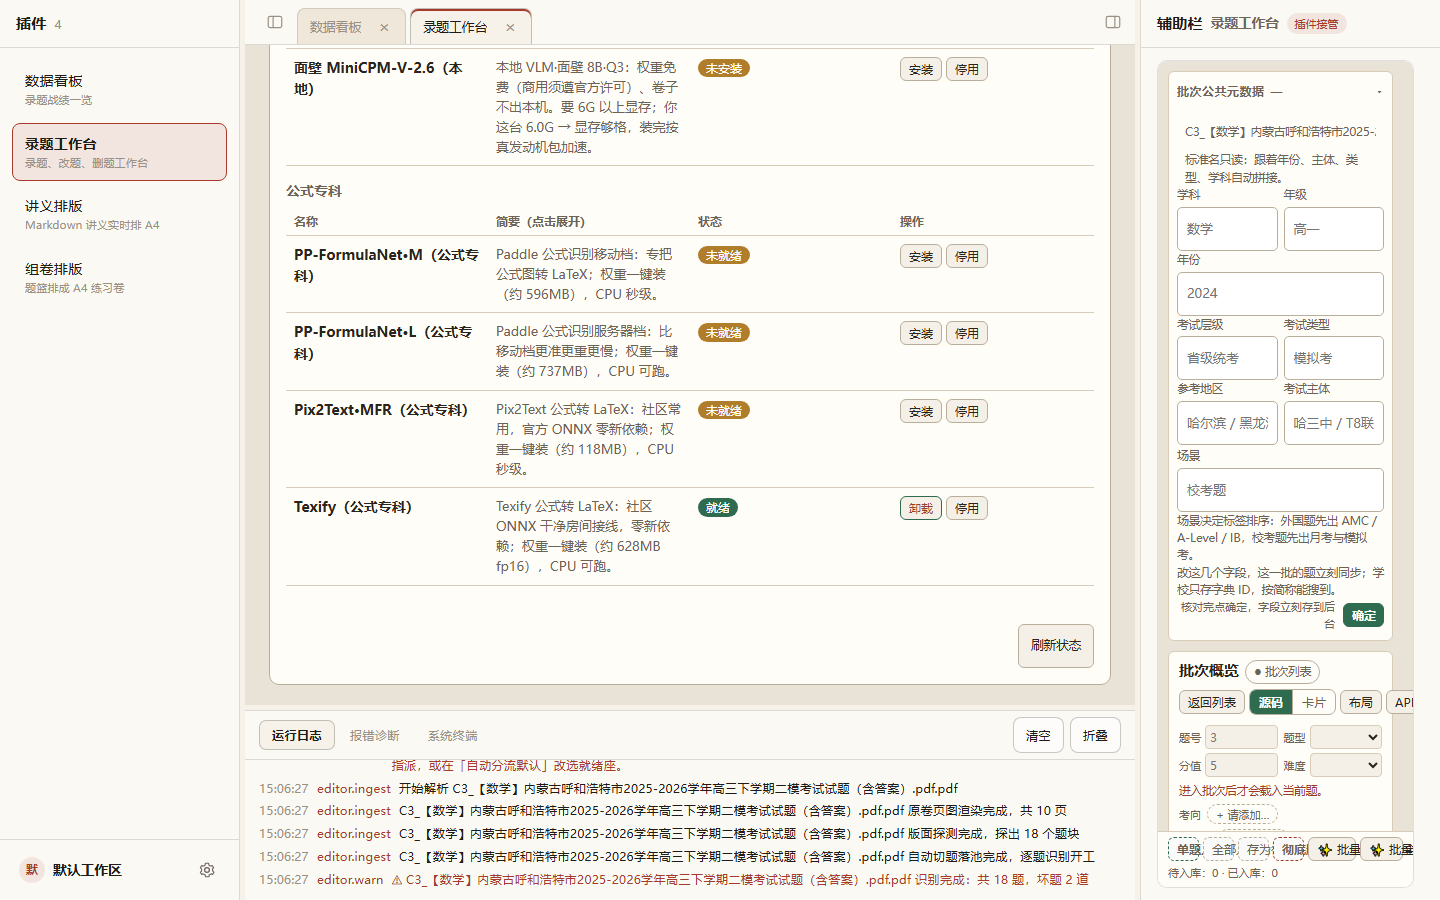 插件 4
数据看板
录题战绩一览
录题工作台
录题、改题、删题工作台
讲义排版
Markdown 讲义实时排 A4
组卷排版
题篮排成 A4 练习卷
默 默认工作区
数据看板 ×
录题工作台 ×
面壁 MiniCPM-V-2.6（本
地）
本地 VLM·面壁 8B·Q3：权重免
费（商用须遵官方许可）、卷子
不出本机。要 6G 以上显存；你
这台 6.0G → 显存够格，装完按
真发动机包加速。
未安装
安装 停用
公式专科
名称 简要（点击展开） 状态 操作
PP-FormulaNet·M（公式专
科）
Paddle 公式识别移动档：专把
公式图转 LaTeX；权重一键装
（约 596MB），CPU 秒级。
未就绪
安装 停用
PP-FormulaNet·L（公式专
科）
Paddle 公式识别服务器档：比
移动档更准更重更慢；权重一键
装（约 737MB），CPU 可跑。
未就绪
安装 停用
Pix2Text·MFR（公式专科）
Pix2Text 公式转 LaTeX：社区常
用，官方 ONNX 零新依赖；权
重一键装（约 118MB），CPU
秒级。
未就绪
安装 停用
Texify（公式专科）
Texify 公式转 LaTeX：社区
ONNX 干净房间接线，零新依
赖；权重一键装（约 628MB
fp16），CPU 可跑。
就绪
卸载 停用
刷新状态
运行日志 报错诊断 系统终端
清空 折叠
指派，或在「自动分流默认」改选就绪座。
15:06:27 editor.ingest 开始解析 C3_【数学】内蒙古呼和浩特市2025-2026学年高三下学期二模考试试题（含答案）.pdf.pdf
15:06:27 editor.ingest C3_【数学】内蒙古呼和浩特市2025-2026学年高三下学期二模考试试题（含答案）.pdf.pdf 原卷页图渲染完成，共 10 页
15:06:27 editor.ingest C3_【数学】内蒙古呼和浩特市2025-2026学年高三下学期二模考试试题（含答案）.pdf.pdf 版面探测完成，探出 18 个题块
15:06:27 editor.ingest C3_【数学】内蒙古呼和浩特市2025-2026学年高三下学期二模考试试题（含答案）.pdf.pdf 自动切题落池完成，逐题识别开工
15:06:27 editor.warn ⚠ C3_【数学】内蒙古呼和浩特市2025-2026学年高三下学期二模考试试题（含答案）.pdf.pdf 识别完成：共 18 题，坏题 2 道
辅助栏 录题工作台 插件接管
批次公共元数据 —
C3_【数学】内蒙古呼和浩特市2025-
标准名只读：跟着年份、主体、类
型、学科自动拼接。
学科 年级
数学 高一
年份
2024
考试层级 考试类型
省级统考 模拟考
参考地区 考试主体
哈尔滨 / 黑龙 哈三中 / T8联
场景
校考题
场景决定标签排序：外国题先出 AMC /
A-Level / IB，校考题先出月考与模拟
考。
改这几个字段，这一批的题立刻同步；学
校只存字典 ID，按简称能搜到。
核对完点确定，字段立刻存到后
台
确定
批次概览 ● 批次列表
返回列表 源码 卡片 布局 API
题号 3 题型
分值 5 难度
进入批次后才会载入当前题。
考向 + 请添加...
单题 全部 存为 彻底 ✨ 批量 ✨ 批量
待入库：0 · 已入库：0